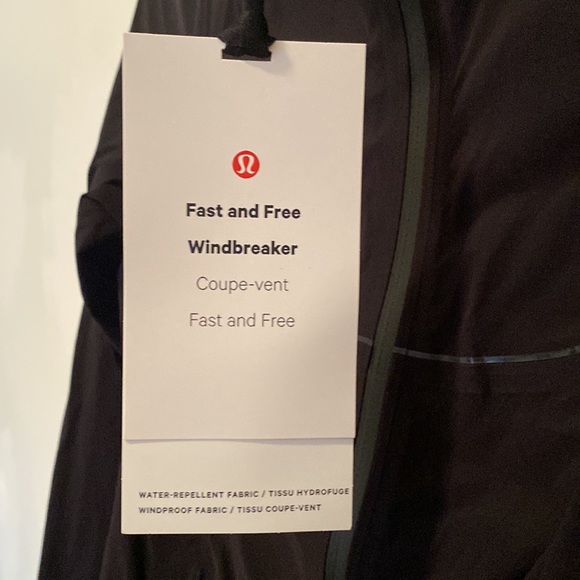 Fast and Free
Windbreaker
Coupe-vent
Fast and Free
WATER-REPELLENT FABRIC / TISSU HYDROFUGE
WINDPROOF FABRIC / TISSU COUPE-VENT